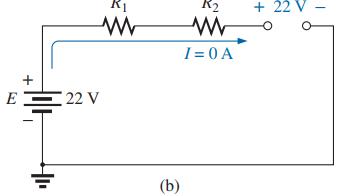 R₁ R₂ + 22 V −
I = 0 A
+
E 22 V
−
(b)